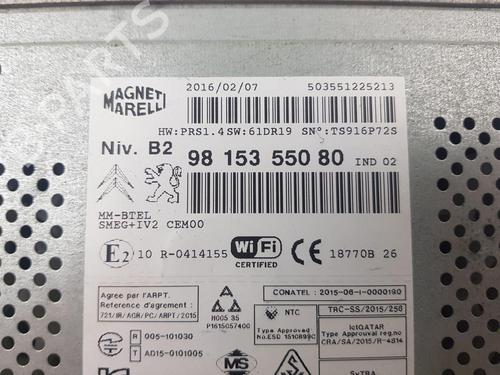 MAGNETI
MARELLI
2016/02/07
503551225213
HW:PRS1.4 SW:61DR19 SN°:TS916P72S
Niv. B2
98 153 550 80 IND 02
MM-BTEL
SMEG+IV2 CEM00
E2 10 R-0414155
WiFi
CERTIFIED
CE 18770B 26
Agree par l'ARPT.
Reference d'agrement :
721/IR/AGR/PC/ARPT/2015
H005 35
P1615057400
CONATEL : 2015-06-I-0000190
NTC
Type Approved
No.ESD 1510899C
TRC-SS/2015/256
IctQATAR
Type Approval reg.no
CRA/SA/2015/R-4814
R 005-101030
T AD15-0101005
MS